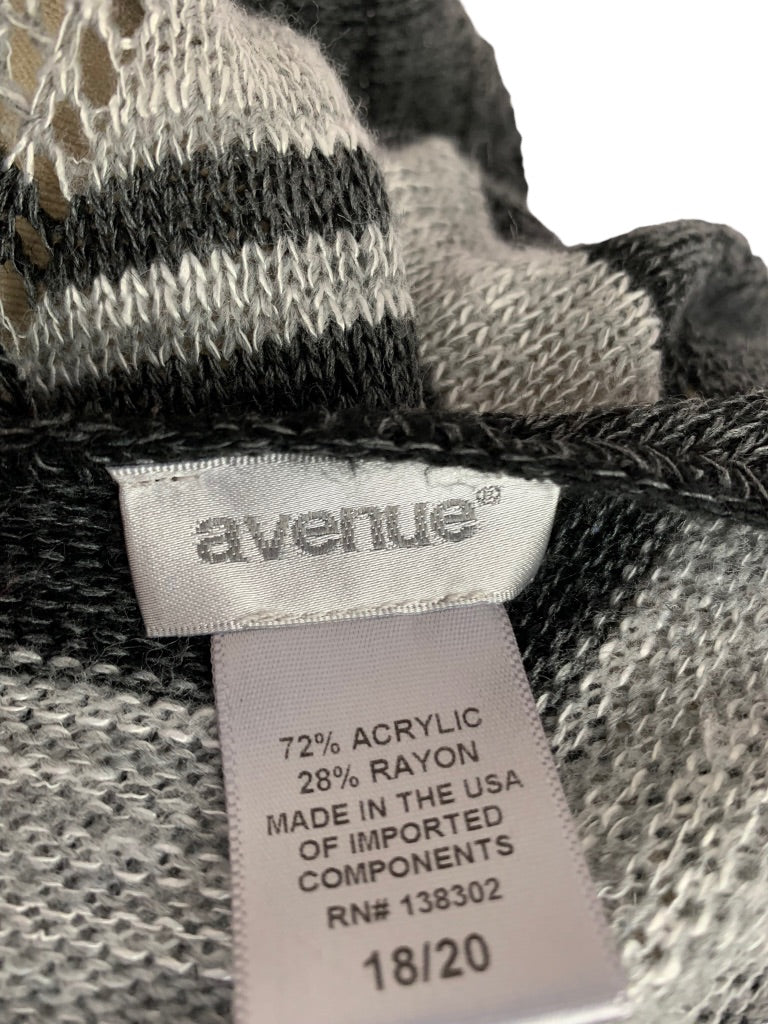 avenue®
72% ACRYLIC
28% RAYON
MADE IN THE USA
OF IMPORTED
COMPONENTS
RN# 138302
18/20